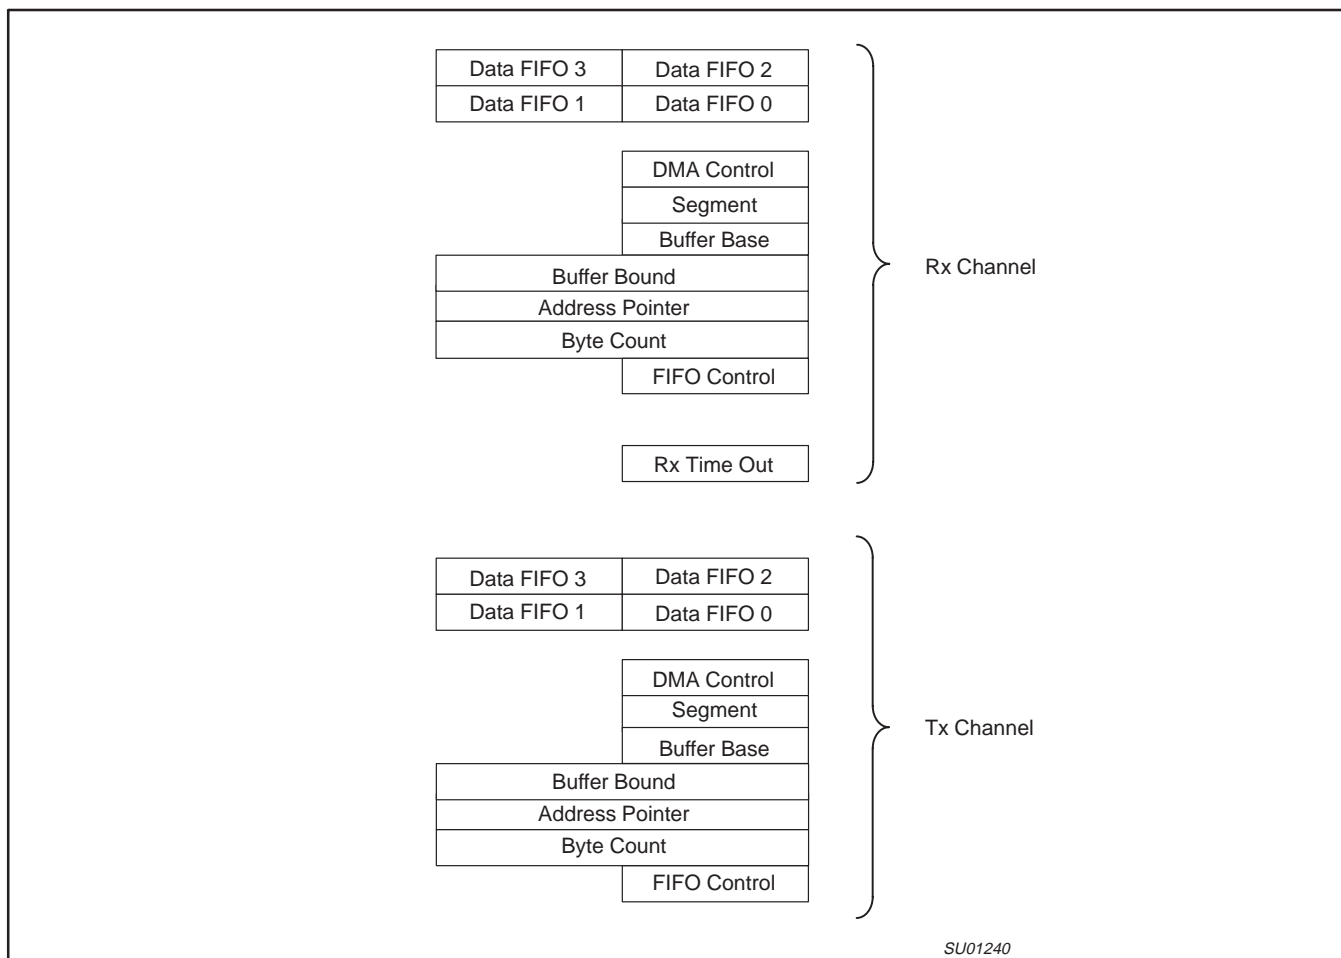 Data FIFO 3 Data FIFO 2
Data FIFO 1 Data FIFO 0
DMA Control
Segment
Buffer Base
Buffer Bound
Address Pointer
Byte Count
FIFO Control
Rx Time Out
Rx Channel
Data FIFO 3 Data FIFO 2
Data FIFO 1 Data FIFO 0
DMA Control
Segment
Buffer Base
Buffer Bound
Address Pointer
Byte Count
FIFO Control
Tx Channel
SU01240